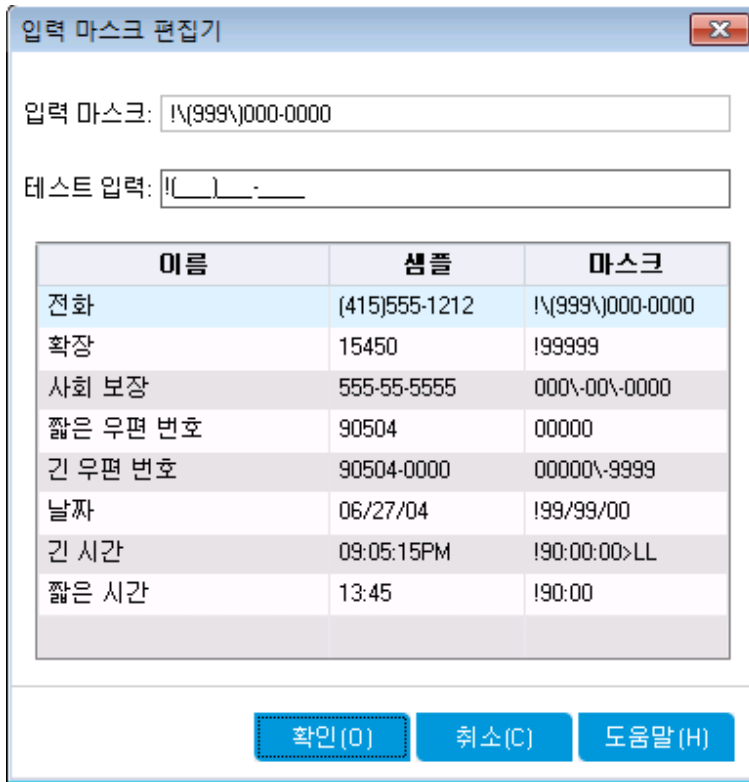 입력 마스크 편집기
입력 마스크: !\(999\)000-0000
테스트 입력: !(___)___-____
이름 샘플 마스크
전화 (415)555-1212 !\(999\)000-0000
확장 15450 !99999
사회 보장 555-55-5555 000\-00\-0000
짧은 우편 번호 90504 00000
긴 우편 번호 90504-0000 00000\-9999
날짜 06/27/04 !99/99/00
긴 시간 09:05:15PM !90:00:00>LL
짧은 시간 13:45 !90:00
확인(O) 취소(C) 도움말(H)